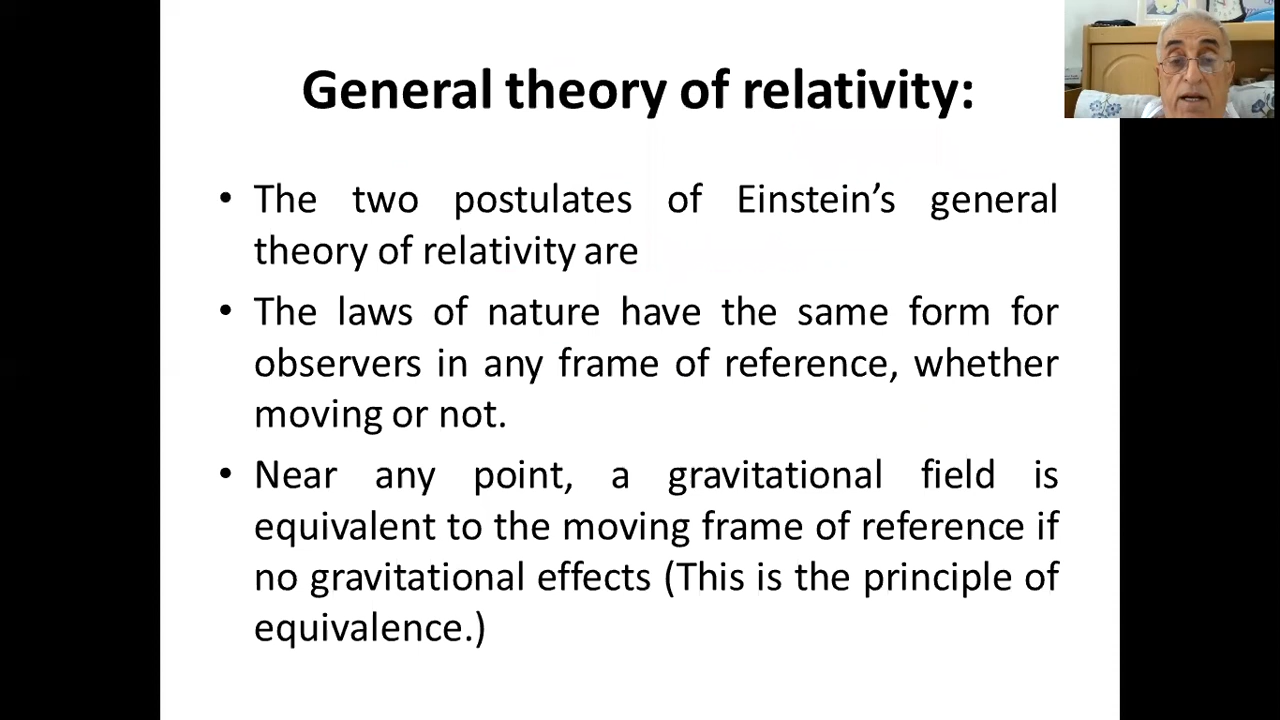 General theory of relativity:
• The two postulates of Einstein’s general
theory of relativity are
• The laws of nature have the same form for
observers in any frame of reference, whether
moving or not.
• Near any point, a gravitational field is
equivalent to the moving frame of reference if
no gravitational effects (This is the principle of
equivalence.)